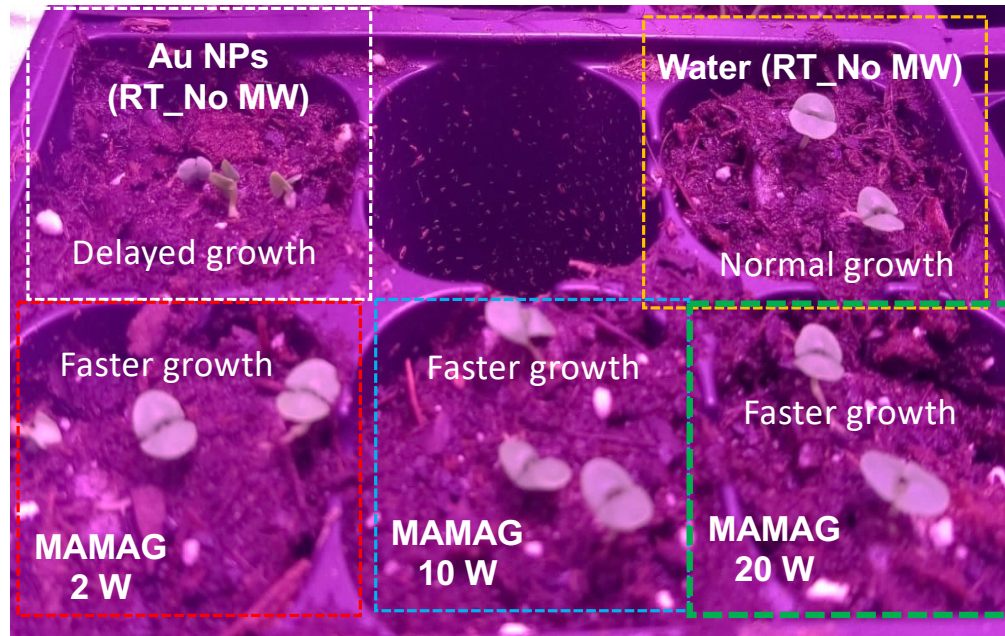 Au NPs
(RT_No MW)
Delayed growth
Water (RT_No MW)
Normal growth
Faster growth
MAMAG
2 W
Faster growth
MAMAG
10 W
Faster growth
MAMAG
20 W